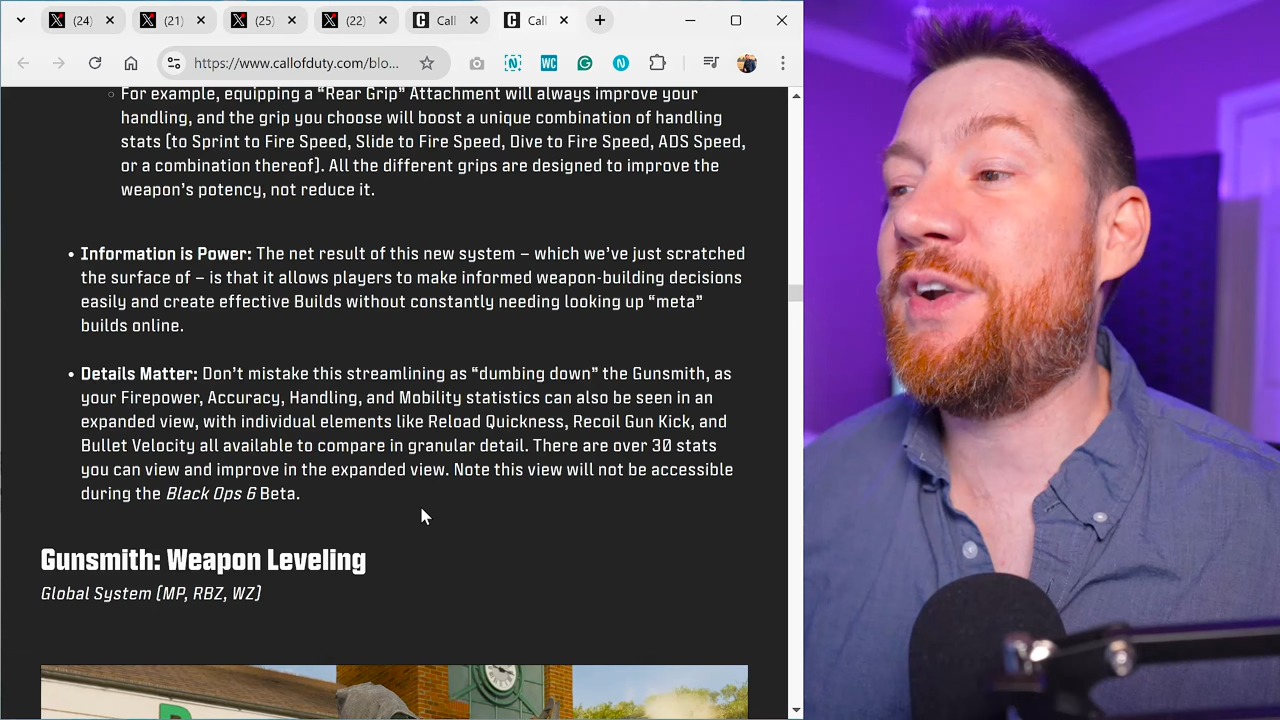 (24)
(21)
(25)
(22)
Call
Call
https://www.callofduty.com/blo...
WC
For example, equipping a “Rear Grip” Attachment will always improve your
handling, and the grip you choose will boost a unique combination of handling
stats (to Sprint to Fire Speed, Slide to Fire Speed, Dive to Fire Speed, ADS Speed,
or a combination thereof). All the different grips are designed to improve the
weapon’s potency, not reduce it.
• Information is Power: The net result of this new system – which we’ve just scratched
the surface of – is that it allows players to make informed weapon-building decisions
easily and create effective Builds without constantly needing looking up “meta”
builds online.
• Details Matter: Don’t mistake this streamlining as “dumbing down” the Gunsmith, as
your Firepower, Accuracy, Handling, and Mobility statistics can also be seen in an
expanded view, with individual elements like Reload Quickness, Recoil Gun Kick, and
Bullet Velocity all available to compare in granular detail. There are over 30 stats
you can view and improve in the expanded view. Note this view will not be accessible
during the Black Ops 6 Beta.
Gunsmith: Weapon Leveling
Global System (MP, RBZ, WZ)